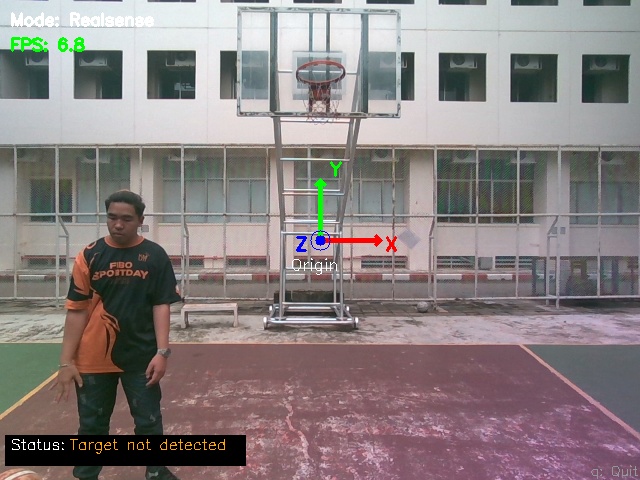 Mode: Realsense
FPS: 6.8
Y
Z
X
Origin
FIBO
SPORTDAY
Status: Target not detected
q: Quit